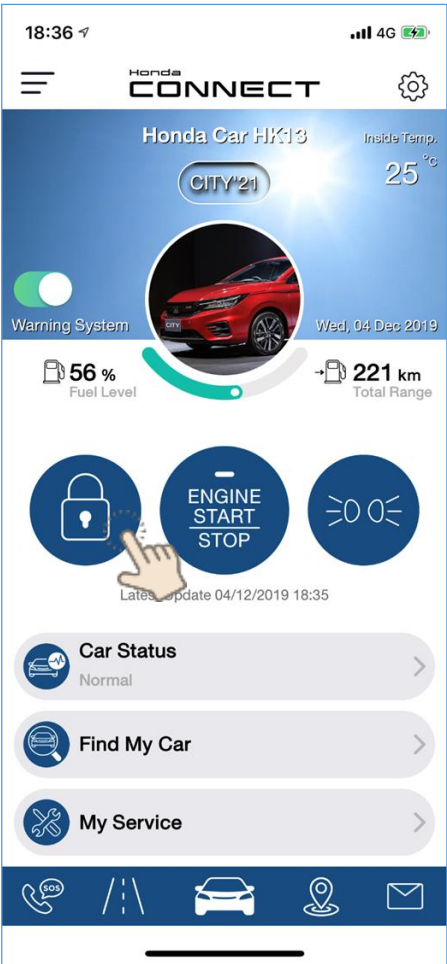 18:36
4G
Honda
CONNECT
Honda Car HK13
Inside Temp.
CITY'21
25 °c
CITY
Warning System
Wed, 04 Dec 2019
56 %
Fuel Level
221 km
Total Range
ENGINE
START
STOP
Update 04/12/2019 18:35
Car Status
Normal
Find My Car
My Service
SOS